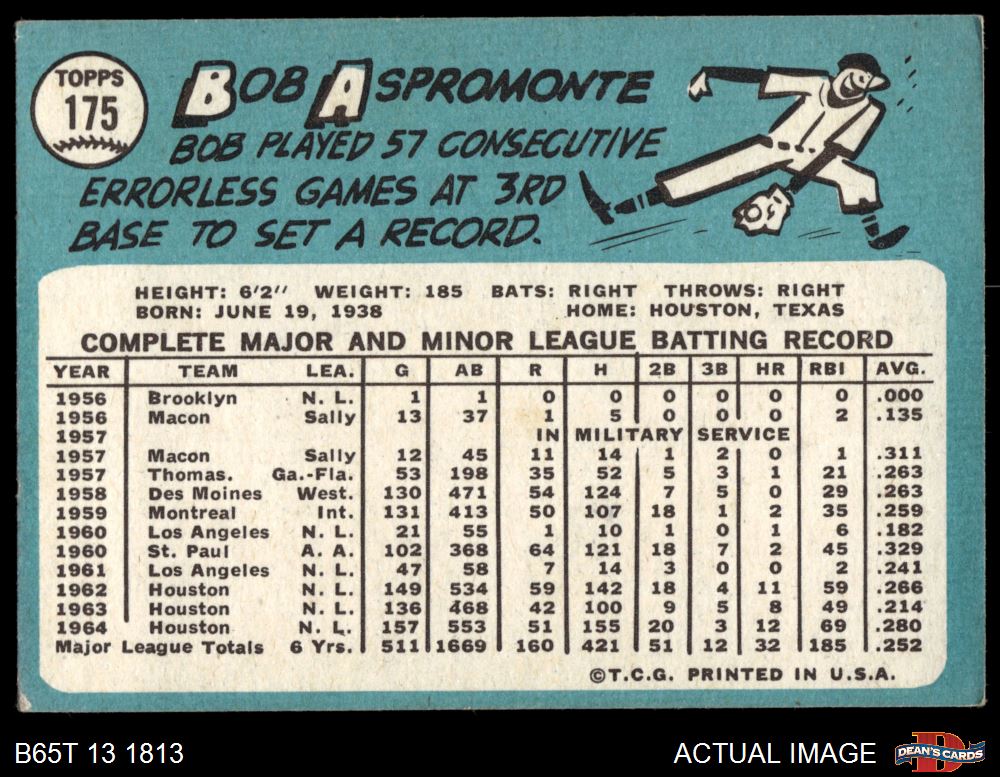 TOPPS
175
BOB ASPROMONTE
BOB PLAYED 57 CONSECUTIVE
ERRORLESS GAMES AT 3RD
BASE TO SET A RECORD.
HEIGHT: 6'2" WEIGHT: 185 BATS: RIGHT THROWS: RIGHT
BORN: JUNE 19, 1938 HOME: HOUSTON, TEXAS
COMPLETE MAJOR AND MINOR LEAGUE BATTING RECORD
YEAR TEAM LEA. G AB R H 2B 3B HR RBI AVG.
1956 Brooklyn N. L. 1 1 0 0 0 0 0 0 .000
1956 Macon Sally 13 37 1 5 0 0 0 2 .135
1957 IN MILITARY SERVICE
1957 Macon Sally 12 45 11 14 1 2 0 1 .311
1957 Thomas. Ga.-Fla. 53 198 35 52 5 3 1 21 .263
1958 Des Moines West. 130 471 54 124 7 5 0 29 .263
1959 Montreal Int. 131 413 50 107 18 1 2 35 .259
1960 Los Angeles N. L. 21 55 1 10 1 0 1 6 .182
1960 St. Paul A. A. 102 368 64 121 18 7 2 45 .329
1961 Los Angeles N. L. 47 58 7 14 3 0 0 2 .241
1962 Houston N. L. 149 534 59 142 18 4 11 59 .266
1963 Houston N. L. 136 468 42 100 9 5 8 49 .214
1964 Houston N. L. 157 553 51 155 20 3 12 69 .280
Major League Totals 6 Yrs. 511 1669 160 421 51 12 32 185 .252
©T.C.G. PRINTED IN U.S.A.
B65T 13 1813 ACTUAL IMAGE
D
DEAN'S CARDS